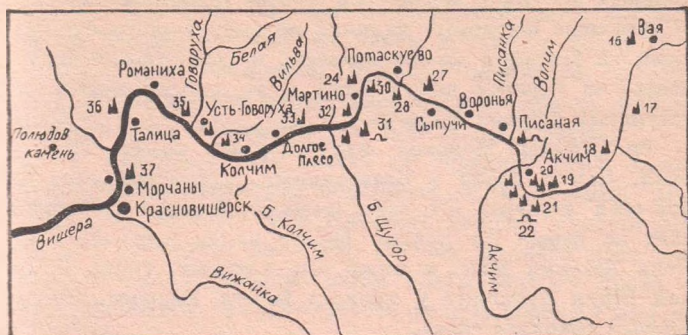 16
Вая
Белая
Говоруха
Вильва
Потаскуево
Писанка
Волим
Романиха
24
27
17
36
35
Усть-Говоруха
Мартино
30
28
Воронья
33
32
31
Сыпучи
Писаная
Полюдов
камень
Талица
34
Долгое
плесо
18
Колчим
Акчим
37
20
19
Морчаны
Красновишерск
21
22
Вишера
Б. Колчим
Б. Щугор
Акчим
Вижайка